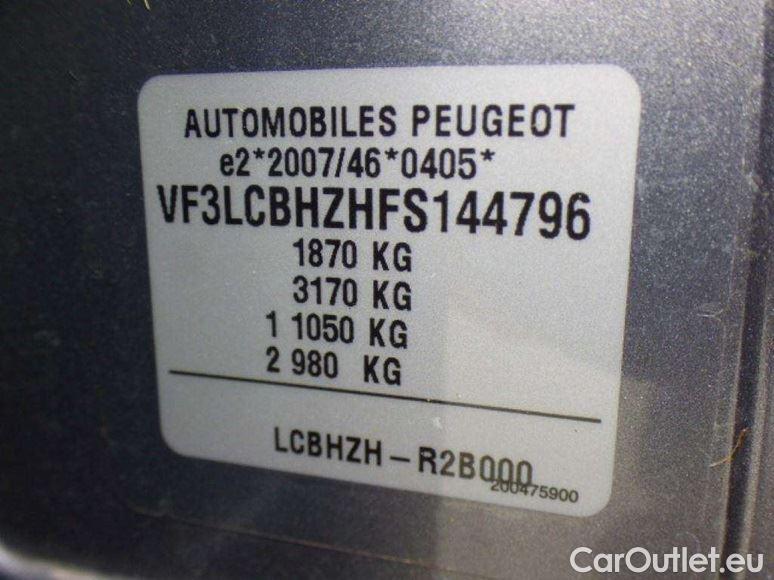 AUTOMOBILES PEUGEOT
e2*2007/46*0405*
VF3LCBHZHFS144796
1870 KG
3170 KG
1 1050 KG
2 980 KG
LCBHZH – R2B000
200475900
CarOutlet.eu